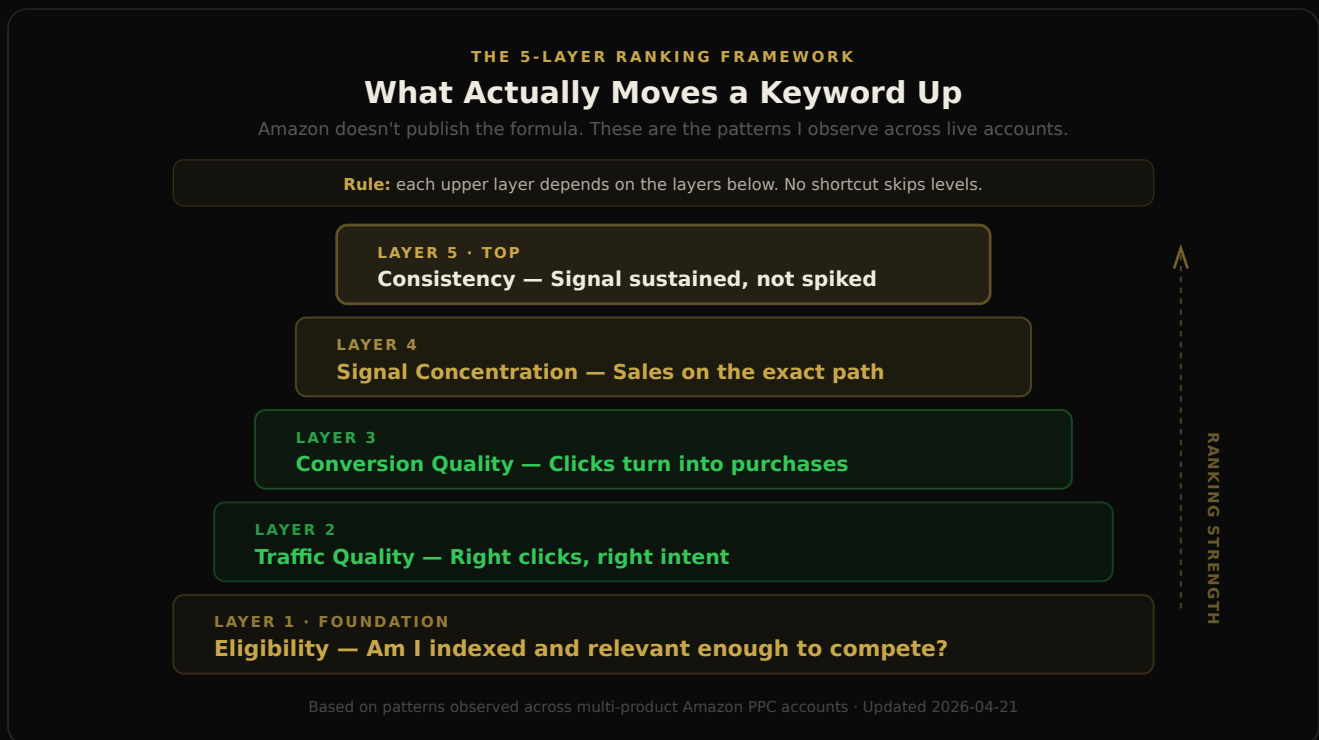 THE 5-LAYER RANKING FRAMEWORK
What Actually Moves a Keyword Up
Amazon doesn't publish the formula. These are the patterns I observe across live accounts.
Rule: each upper layer depends on the layers below. No shortcut skips levels.
LAYER 5 · TOP
Consistency — Signal sustained, not spiked
LAYER 4
Signal Concentration — Sales on the exact path
LAYER 3
Conversion Quality — Clicks turn into purchases
LAYER 2
Traffic Quality — Right clicks, right intent
LAYER 1 · FOUNDATION
Eligibility — Am I indexed and relevant enough to compete?
RANKING STRENGTH
Based on patterns observed across multi-product Amazon PPC accounts · Updated 2026-04-21